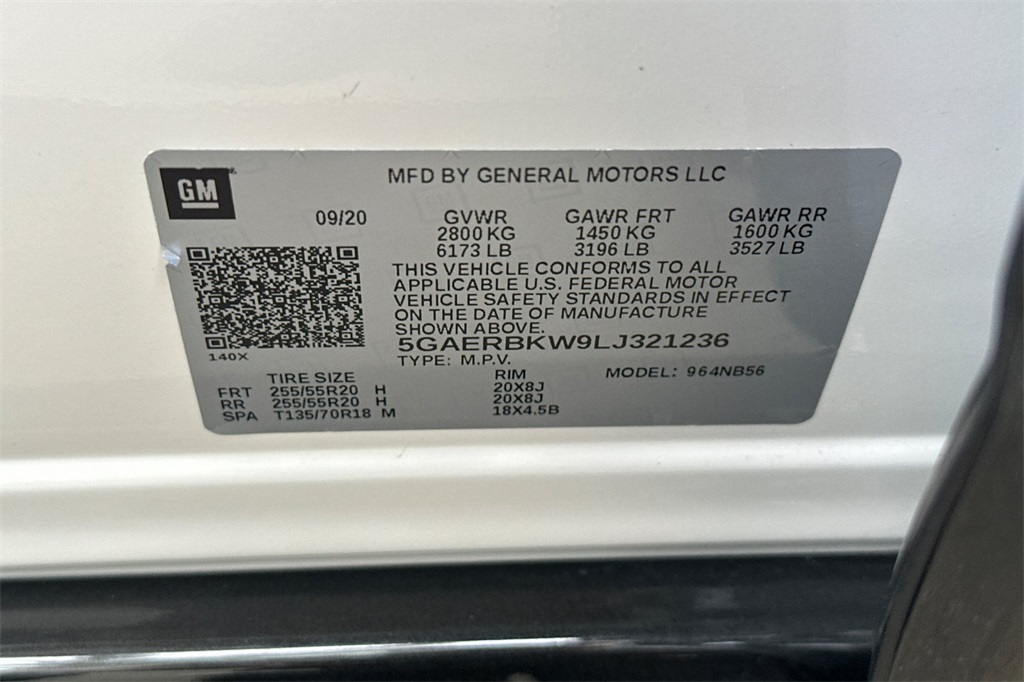 GM
MFD BY GENERAL MOTORS LLC
09/20
GVWR GAWR FRT GAWR RR
2800 KG 1450 KG 1600 KG
6173 LB 3196 LB 3527 LB
THIS VEHICLE CONFORMS TO ALL
APPLICABLE U.S. FEDERAL MOTOR
VEHICLE SAFETY STANDARDS IN EFFECT
ON THE DATE OF MANUFACTURE
SHOWN ABOVE.
5GAERBKW9LJ321236
140X
TYPE: M.P.V.
TIRE SIZE RIM MODEL: 964NB56
FRT 255/55R20 H 20X8J
RR 255/55R20 H 20X8J
SPA T135/70R18 M 18X4.5B